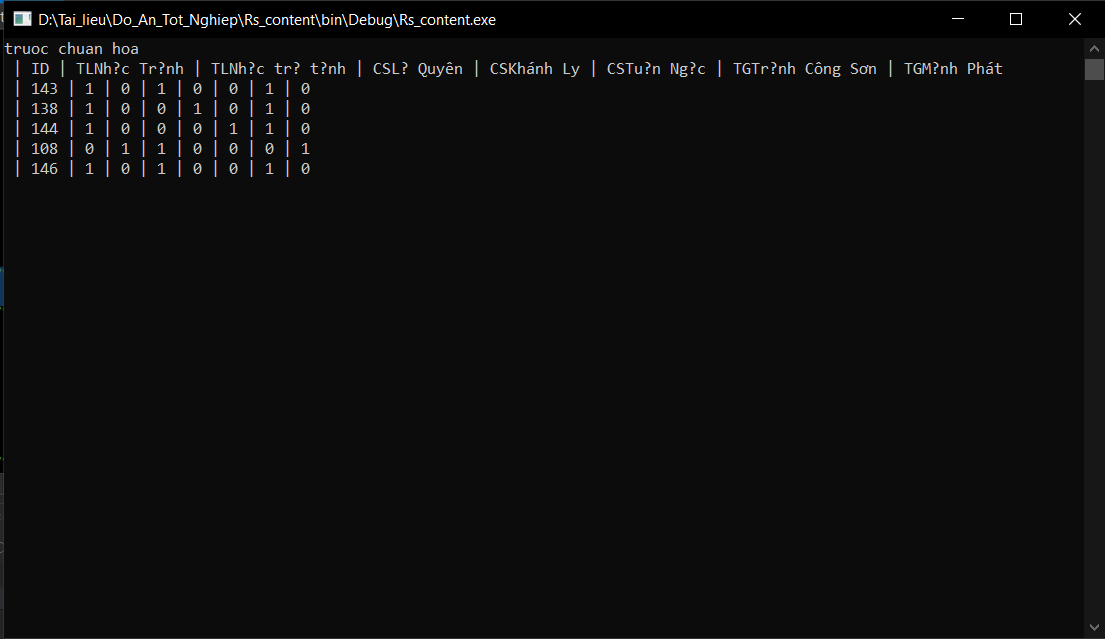 D:\Tai_lieu\Do_An_Tot_Nghiep\Rs_content\bin\Debug\Rs_content.exe
truoc chuan hoa
| ID | TLNh?c Tr?nh | TLNh?c tr? t?nh | CSL? Quyên | CSKhánh Ly | CSTu?n Ng?c | TGTr?nh Công Sơn | TGM?nh Phát
| 143 | 1 | 0 | 1 | 0 | 0 | 1 | 0
| 138 | 1 | 0 | 0 | 1 | 0 | 1 | 0
| 144 | 1 | 0 | 0 | 0 | 1 | 1 | 0
| 108 | 0 | 1 | 1 | 0 | 0 | 0 | 1
| 146 | 1 | 0 | 1 | 0 | 0 | 1 | 0